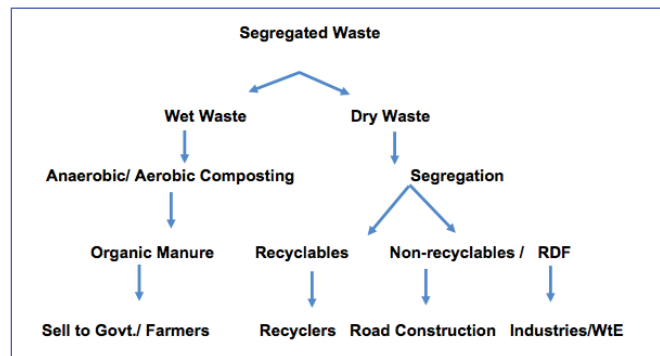 Segregated Waste
Wet Waste Dry Waste
Anaerobic/ Aerobic Composting Segregation
Organic Manure Recyclables Non-recyclables / RDF
Sell to Govt./ Farmers Recyclers Road Construction Industries/WtE